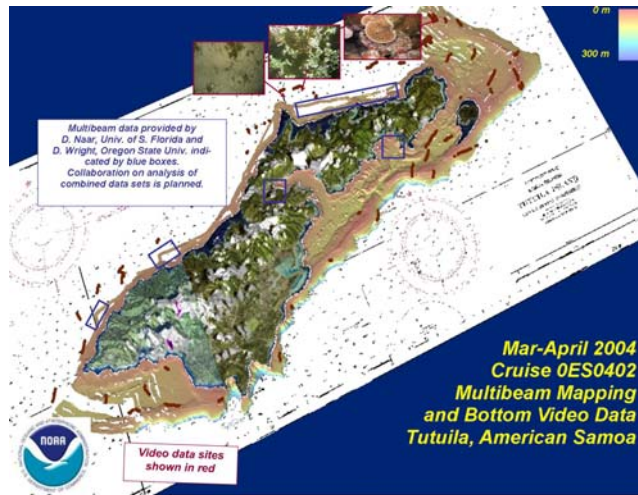 0 m
300 m
Multibeam data provided by
D. Naar, Univ. of S. Florida and
D. Wright, Oregon State Univ. indi-
cated by blue boxes.
Collaboration on analysis of
combined data sets is planned.
TUTUILA ISLAND
Mar-April 2004
Cruise 0ES0402
Multibeam Mapping
and Bottom Video Data
Tutuila, American Samoa
NOAA
Video data sites
shown in red